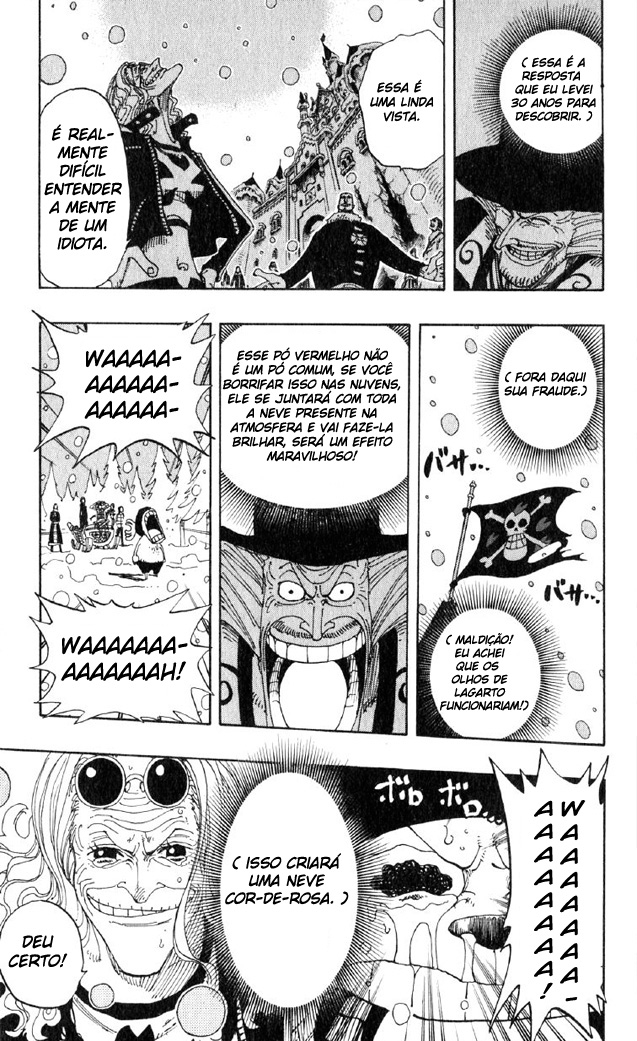 ( ESSA É A
RESPOSTA
QUE EU LEVEI
30 ANOS PARA
DESCOBRIR. )
ESSA É
UMA LINDA
VISTA.
É REAL-
MENTE
DIFÍCIL
ENTENDER
A MENTE
DE UM
IDIOTA.
( FORA DAQUI
SUA FRAUDE.)
バサ...
バサ...
( MALDIÇÃO!
EU ACHEI
QUE OS
OLHOS DE
LAGARTO
FUNCIONARIAM!)
ESSE PÓ VERMELHO NÃO
É UM PÓ COMUM, SE VOCÊ
BORRIFAR ISSO NAS NUVENS,
ELE SE JUNTARÁ COM TODA
A NEVE PRESENTE NA
ATMOSFERA E VAI FAZE-LA
BRILHAR, SERÁ UM EFEITO
MARAVILHOSO!
WAAAAA-
AAAAAA-
AAAAAA-
WAAAAAAA-
AAAAAAAH!
WAAAAAAA-
AAAAAAAA!
ボロ
ボロ...
( ISSO CRIARÁ
UMA NEVE
COR-DE-ROSA. )
DEU
CERTO!